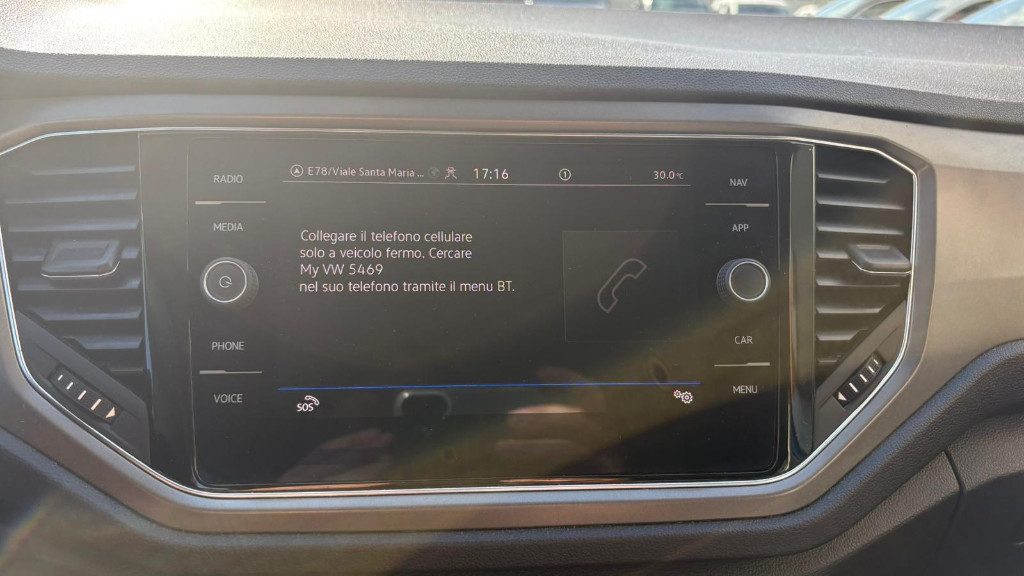 RADIO
MEDIA
PHONE
VOICE
E78/Viale Santa Maria ... 17:16 1 30.0°C
Collegare il telefono cellulare
solo a veicolo fermo. Cercare
My VW 5469
nel suo telefono tramite il menu BT.
SOS
NAV
APP
CAR
MENU